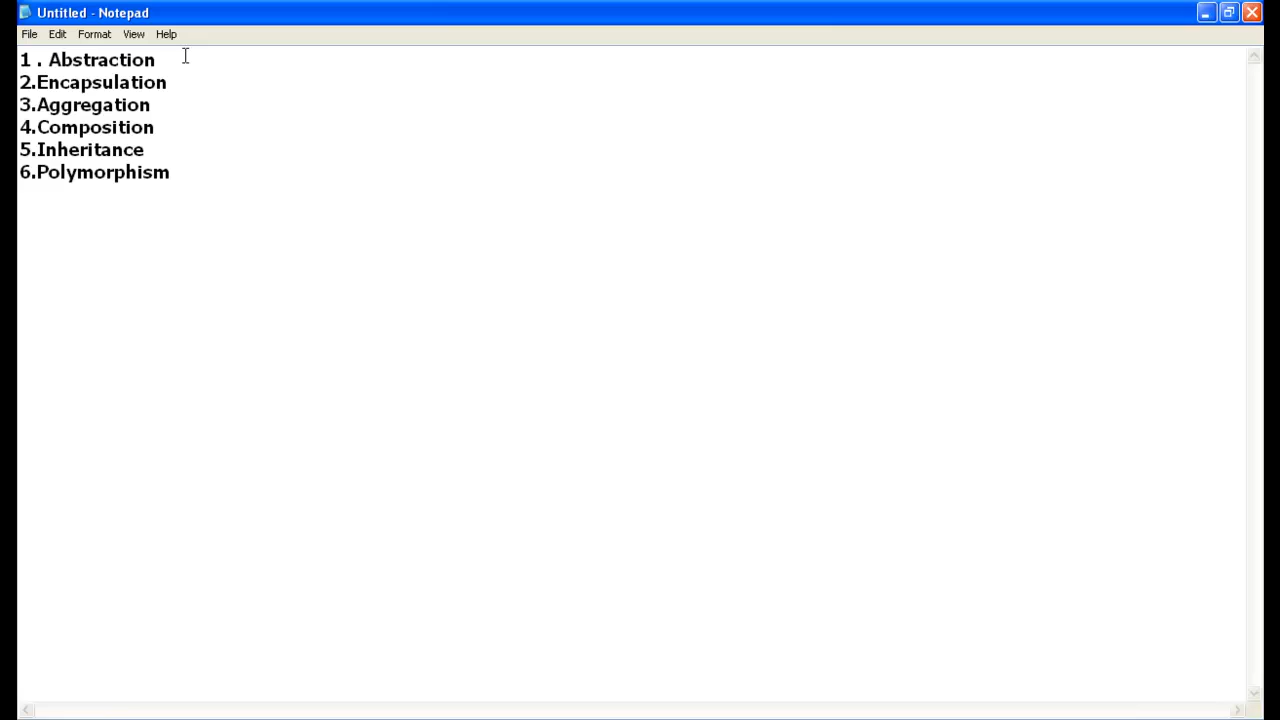 Untitled - Notepad
File Edit Format View Help
1 . Abstraction
2.Encapsulation
3.Aggregation
4.Composition
5.Inheritance
6.Polymorphism